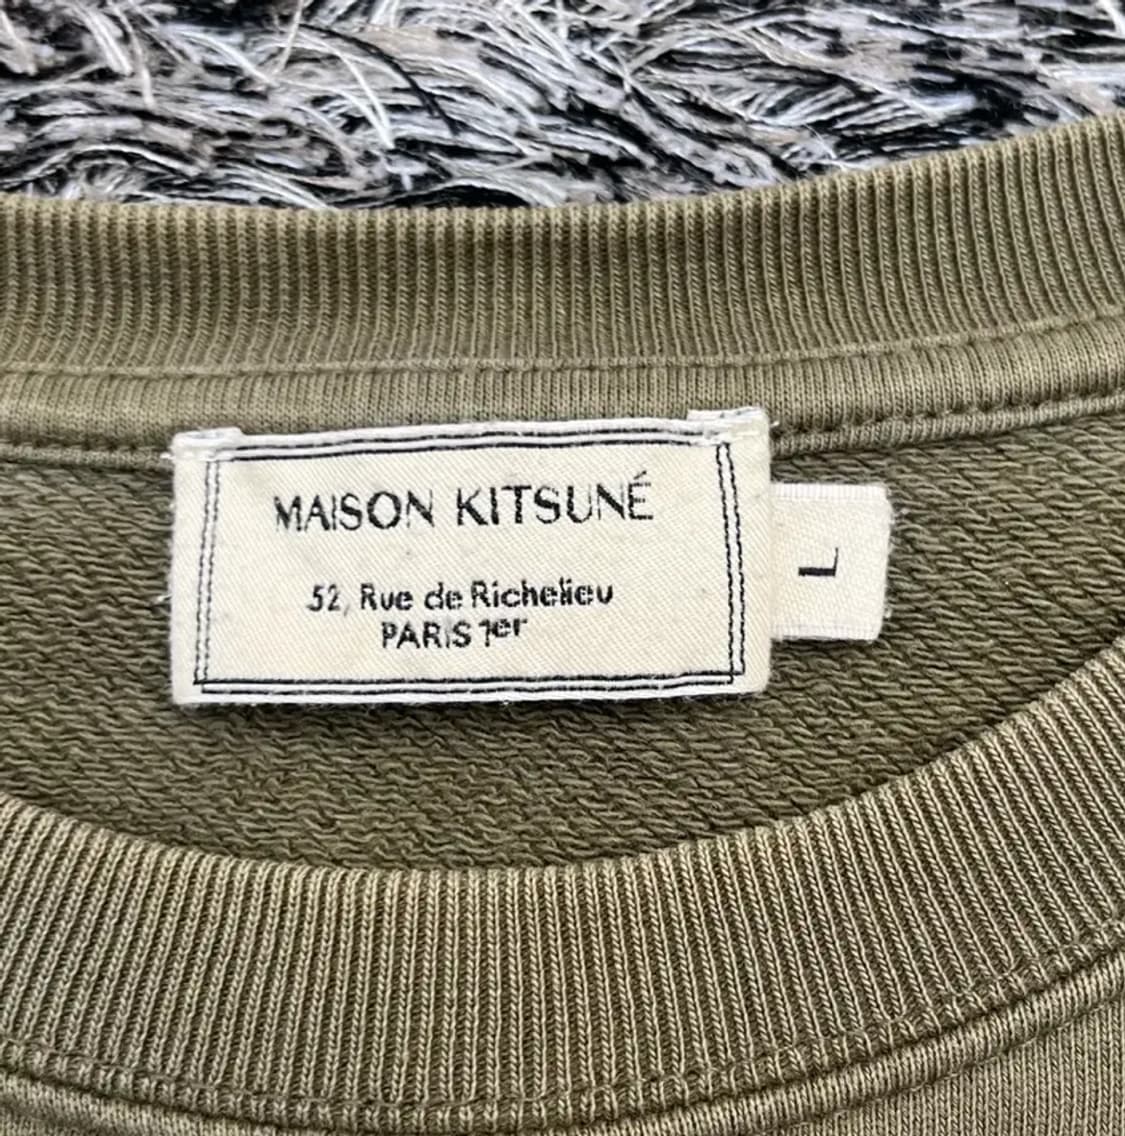 MAISON KITSUNÉ
52, Rue de Richelieu
PARIS 1er
L